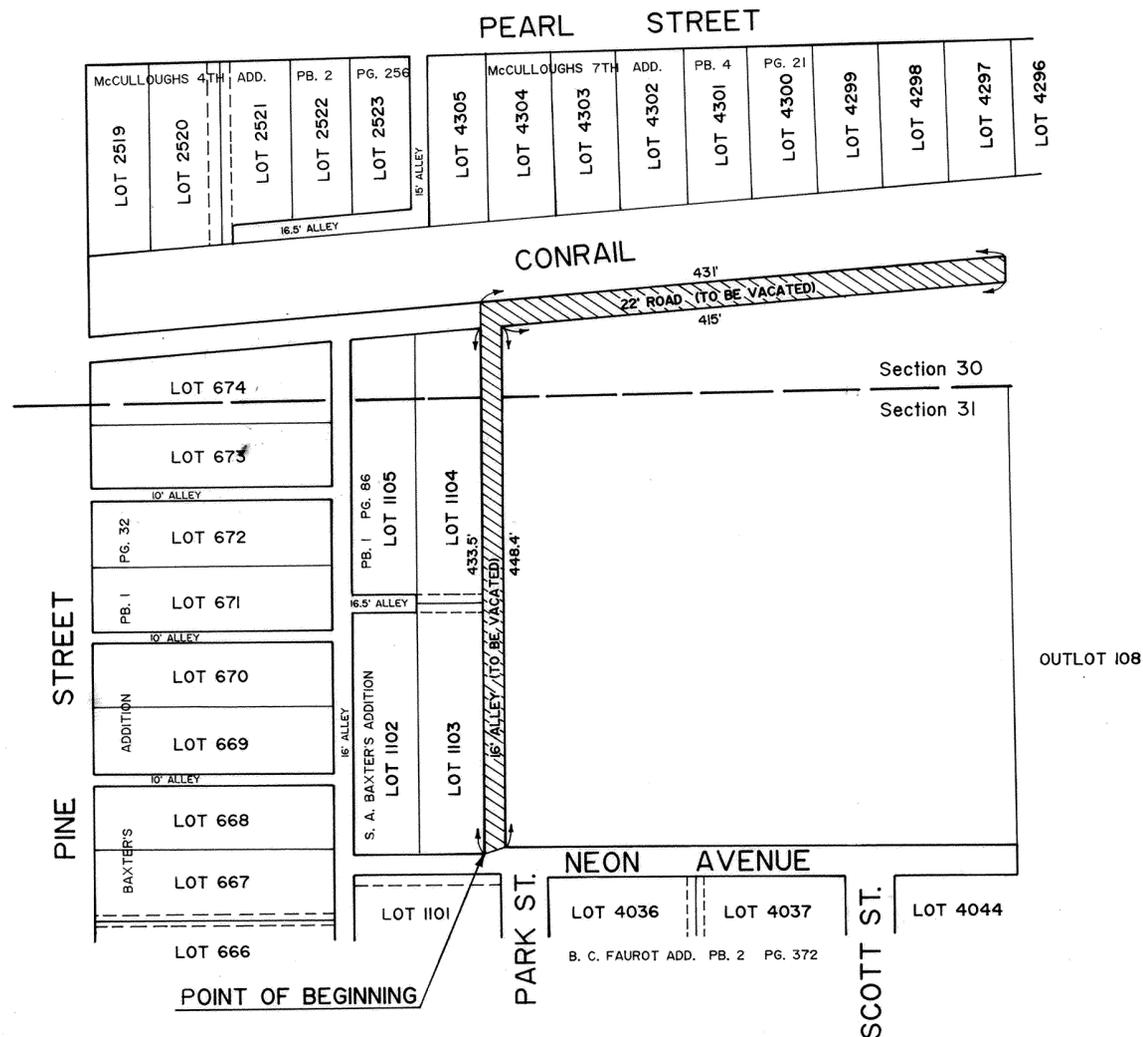 PEARL STREET
McCULLOUGHS 4TH ADD. PB. 2 PG. 256
McCULLOUGHS 7TH ADD. PB. 4 PG. 21
LOT 2519
LOT 2520
LOT 2521
LOT 2522
LOT 2523
15' ALLEY
LOT 4305
LOT 4304
LOT 4303
LOT 4302
LOT 4301
LOT 4300
LOT 4299
LOT 4298
LOT 4297
LOT 4296
16.5' ALLEY
CONRAIL
431'
22' ROAD (TO BE VACATED)
415'
Section 30
Section 31
LOT 674
LOT 673
10' ALLEY
PG. 32
LOT 672
PB. 1
LOT 671
10' ALLEY
LOT 670
ADDITION
LOT 669
10' ALLEY
LOT 668
BAXTER'S
LOT 667
LOT 666
PINE STREET
16' ALLEY
PB. 1 PG. 86
LOT 1105
LOT 1104
433.5'
448.4'
16' ALLEY (TO BE VACATED)
16.5' ALLEY
S. A. BAXTER'S ADDITION
LOT 1102
LOT 1103
OUTLOT 108
NEON AVENUE
LOT 1101
PARK ST.
LOT 4036
LOT 4037
SCOTT ST.
LOT 4044
B. C. FAUROT ADD. PB. 2 PG. 372
POINT OF BEGINNING